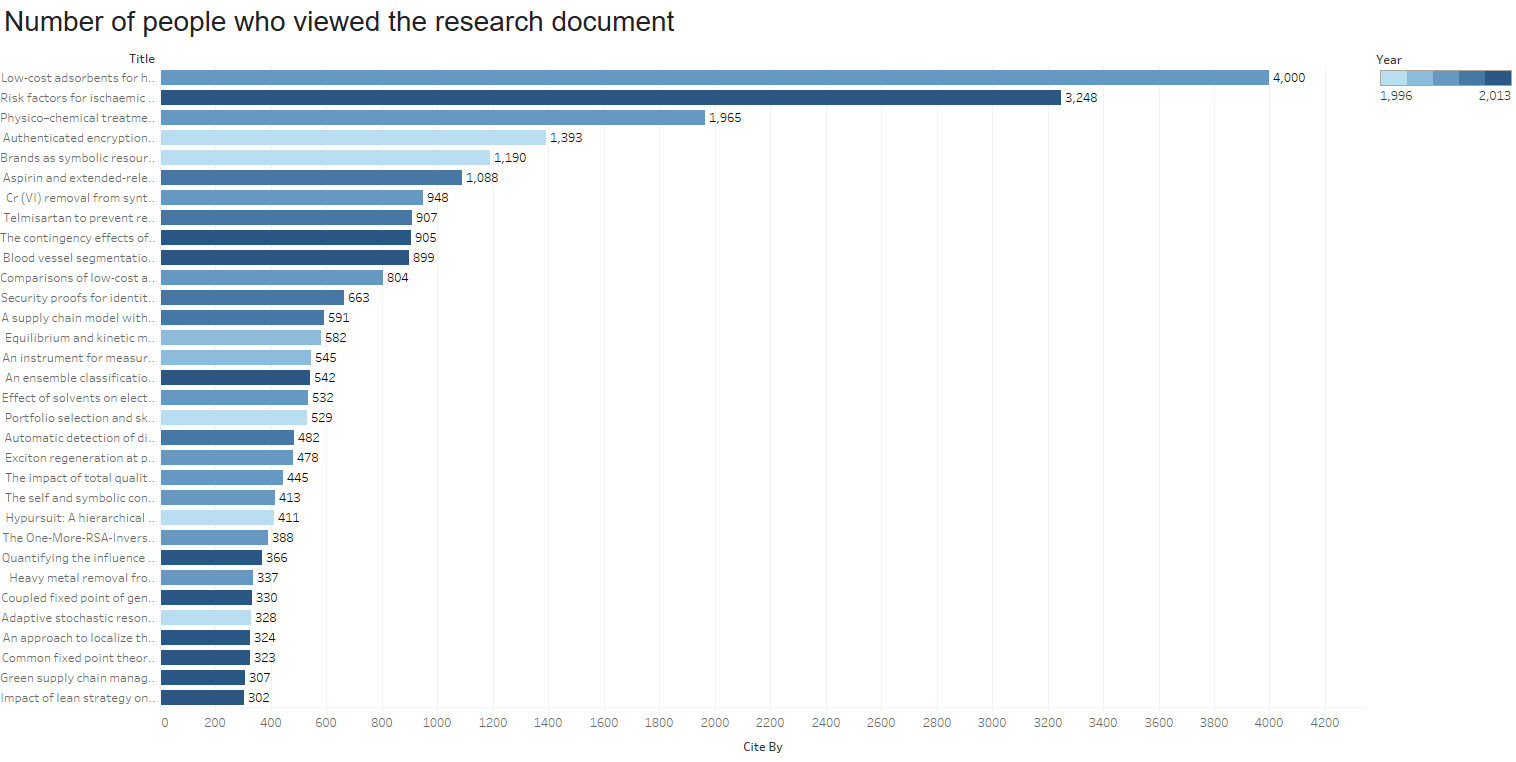 Number of people who viewed the research document
Title
Year
1,996 2,013
Low-cost adsorbents for h.. 4,000
Risk factors for ischaemic .. 3,248
Physico–chemical treatme.. 1,965
Authenticated encryption.. 1,393
Brands as symbolic resour.. 1,190
Aspirin and extended-rele.. 1,088
Cr (VI) removal from synt.. 948
Telmisartan to prevent re.. 907
The contingency effects of.. 905
Blood vessel segmentatio.. 899
Comparisons of low-cost a.. 804
Security proofs for identit.. 663
A supply chain model with.. 591
Equilibrium and kinetic m.. 582
An instrument for measur.. 545
An ensemble classificatio.. 542
Effect of solvents on elect.. 532
Portfolio selection and sk.. 529
Automatic detection of di.. 482
Exciton regeneration at p.. 478
The impact of total qualit.. 445
The self and symbolic con.. 413
Hypursuit: A hierarchical .. 411
The One-More-RSA-Invers.. 388
Quantifying the influence .. 366
Heavy metal removal fro.. 337
Coupled fixed point of gen.. 330
Adaptive stochastic reson.. 328
An approach to localize th.. 324
Common fixed point theor.. 323
Green supply chain manag.. 307
Impact of lean strategy on.. 302
0 200 400 600 800 1000 1200 1400 1600 1800 2000 2200 2400 2600 2800 3000 3200 3400 3600 3800 4000 4200
Cite By